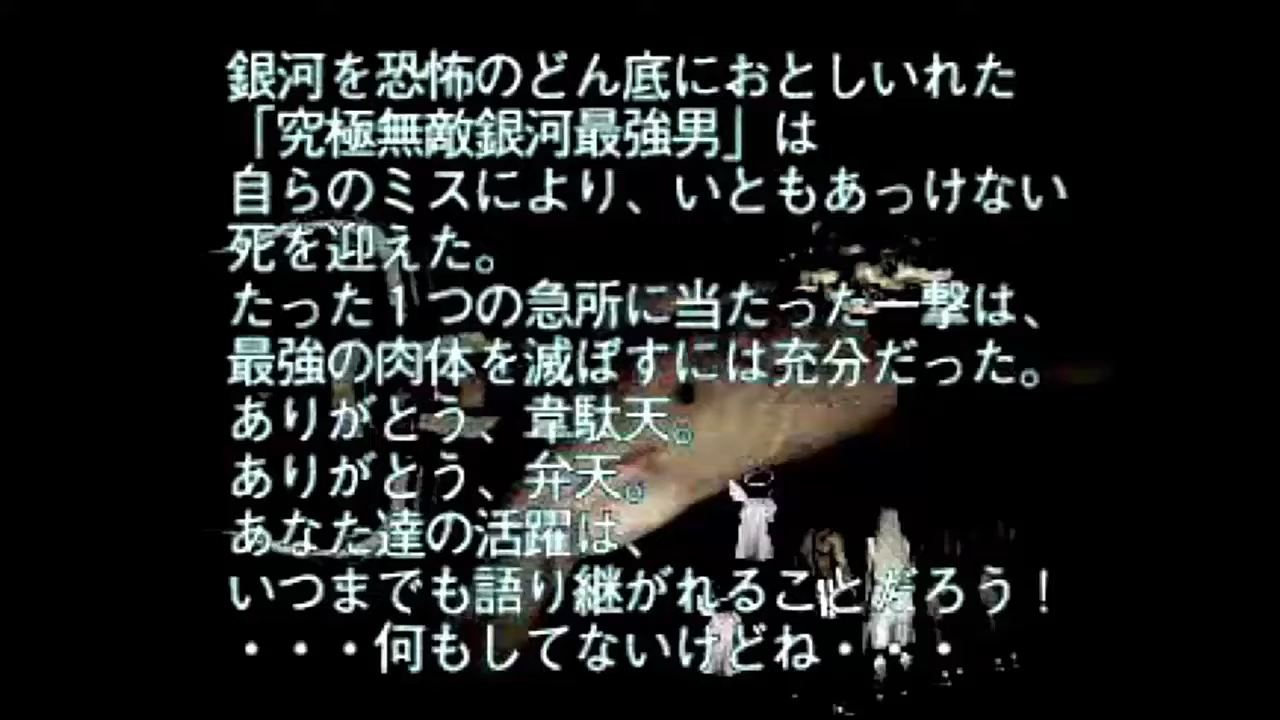 銀河を恐怖のどん底におとしいれた
「究極無敵銀河最強男」は
自らのミスにより、いともあっけない
死を迎えた。
たった１つの急所に当たった一撃は、
最強の肉体を滅ぼすには充分だった。
ありがとう、韋駄天。
ありがとう、弁天。
あなた達の活躍は、
いつまでも語り継がれることだろう！
・・・何もしてないけどね・・・